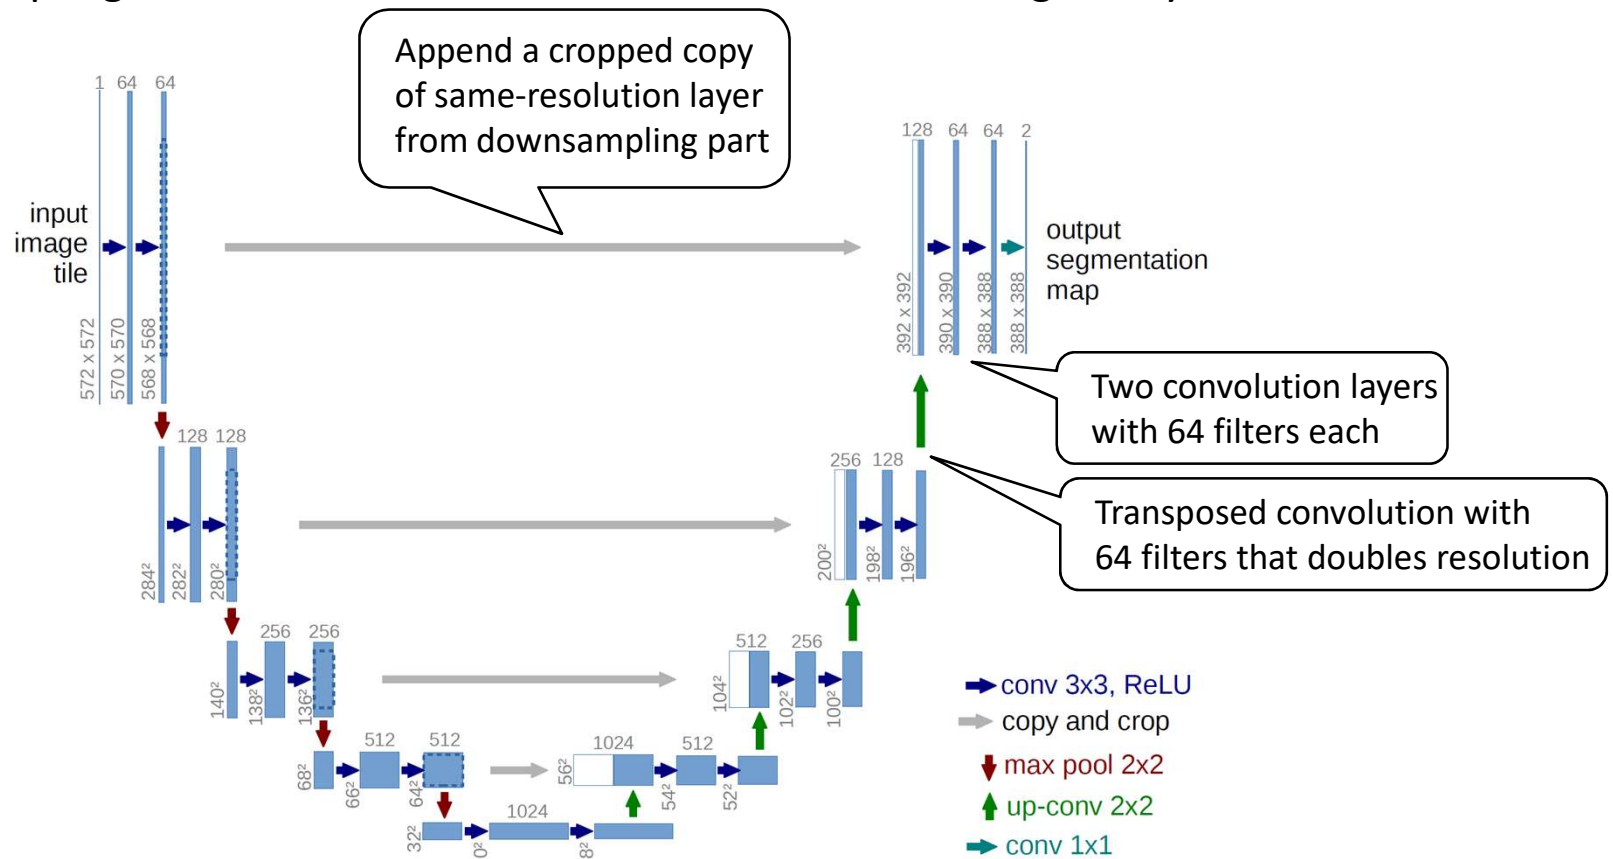 Append a cropped copy
of same-resolution layer
from downsampling part
1 64 64
input
image
tile
572 x 572
570 x 570
568 x 568
128 64 64 2
392 x 392
390 x 390
388 x 388
388 x 388
output
segmentation
map
Two convolution layers
with 64 filters each
128 128
284²
282²
280²
256 128
200²
198²
196²
Transposed convolution with
64 filters that doubles resolution
256 256
140²
138²
136²
512 256
104²
102²
100²
512 512
68²
66²
64²
1024 512
56²
54²
52²
1024
32²
0²
8²
conv 3x3, ReLU
copy and crop
max pool 2x2
up-conv 2x2
conv 1x1